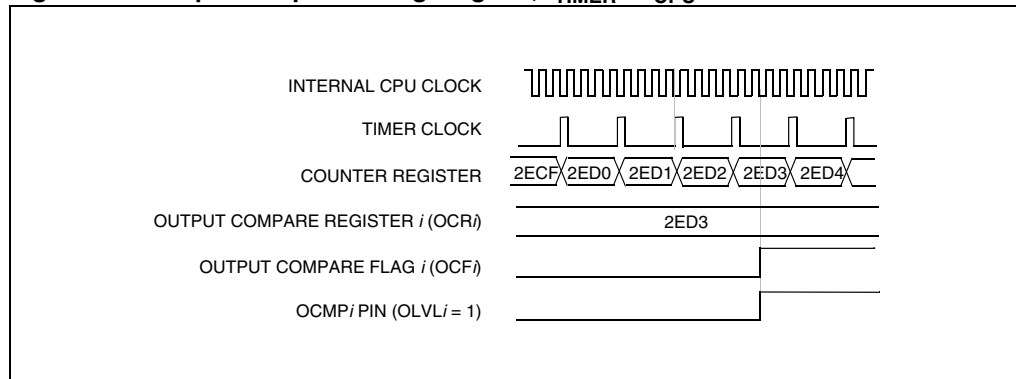 INTERNAL CPU CLOCK
TIMER CLOCK
COUNTER REGISTER 2ECF 2ED0 2ED1 2ED2 2ED3 2ED4
OUTPUT COMPARE REGISTER i (OCRi) 2ED3
OUTPUT COMPARE FLAG i (OCFi)
OCMPi PIN (OLVLi = 1)